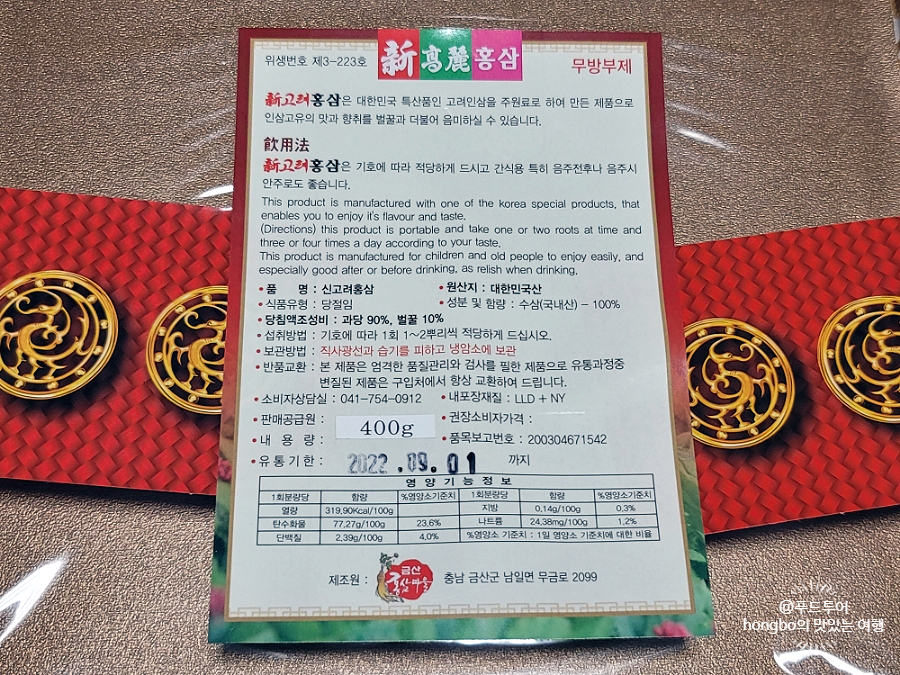 위생번호 제3-223호
新高麗홍삼
무방부제
新고려홍삼은 대한민국 특산품인 고려인삼을 주원료로 하여 만든 제품으로
인삼고유의 맛과 향취를 벌꿀과 더불어 음미하실 수 있습니다.
飮用法
新고려홍삼은 기호에 따라 적당하게 드시고 간식용 특히 음주전후나 음주시
안주로도 좋습니다.
This product is manufactured with one of the korea special products, that
enables you to enjoy it's flavour and taste.
(Directions) this product is portable and take one or two roots at time and
three or four times a day according to your taste.
This product is manufactured for children and old people to enjoy easily, and
especially good after or before drinking, as relish when drinking.
• 품 명 : 신고려홍삼 • 원산지 : 대한민국산
• 식품유형 : 당절임 • 성분 및 함량 : 수삼(국내산) - 100%
• 당침액조성비 : 과당 90%, 벌꿀 10%
• 섭취방법 : 기호에 따라 1회 1~2뿌리씩 적당하게 드십시오.
• 보관방법 : 직사광선과 습기를 피하고 냉암소에 보관
• 반품교환 : 본 제품은 엄격한 품질관리와 검사를 필한 제품으로 유통과정중
변질된 제품은 구입처에서 항상 교환하여 드립니다.
• 소비자상담실 : 041-754-0912 • 내포장재질 : LLD + NY
• 판매공급원 : • 권장소비자가격 :
400g
• 내 용 량 : • 품목보고번호 : 200304671542
• 유통기한 : 2022.09.01 까지
영양기능정보
1회분량당 함량 %영양소기준치 1회분량당 함량 %영양소기준치
열량 319,90Kcal/100g 지방 0,14g/100g 0,3%
탄수화물 77,27g/100g 23,6% 나트륨 24,38mg/100g 1,2%
단백질 2,39g/100g 4,0% %영양소 기준치 : 1일 영양소 기준치에 대한 비율
제조원 : 금산 홍삼마을 충남 금산군 남일면 무금로 2099
@푸드투어
hongbo의 맛있는 여행